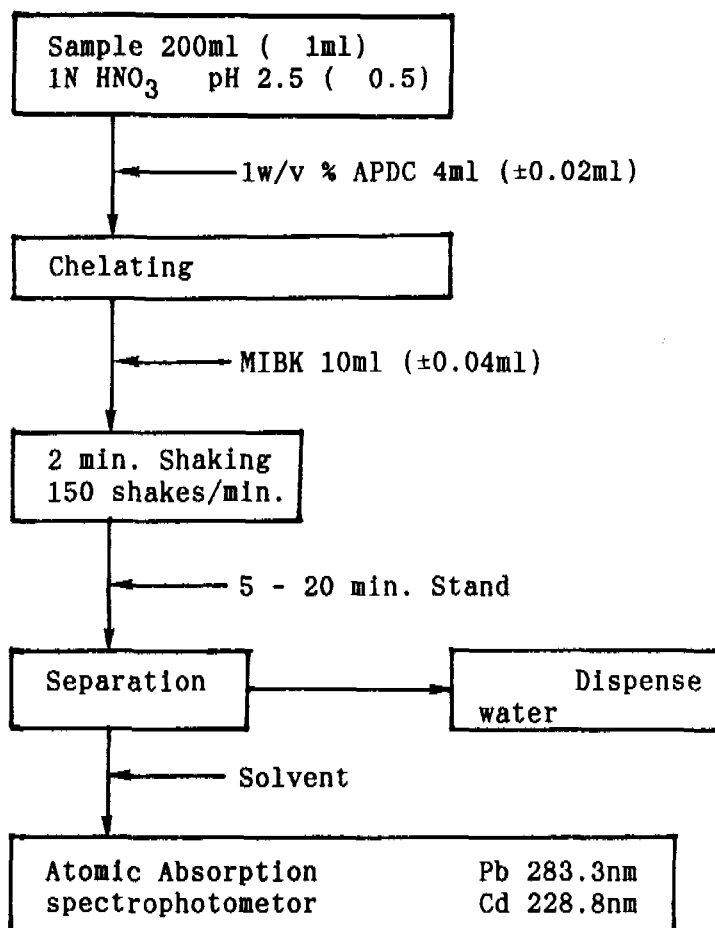 Sample 200ml (  1ml)
1N HNO3   pH 2.5 (  0.5)
1w/v % APDC 4ml (±0.02ml)
Chelating
MIBK 10ml (±0.04ml)
2 min. Shaking
150 shakes/min.
5 - 20 min. Stand
Separation
Dispense
water
Solvent
Atomic Absorption   Pb 283.3nm
spectrophotometor   Cd 228.8nm